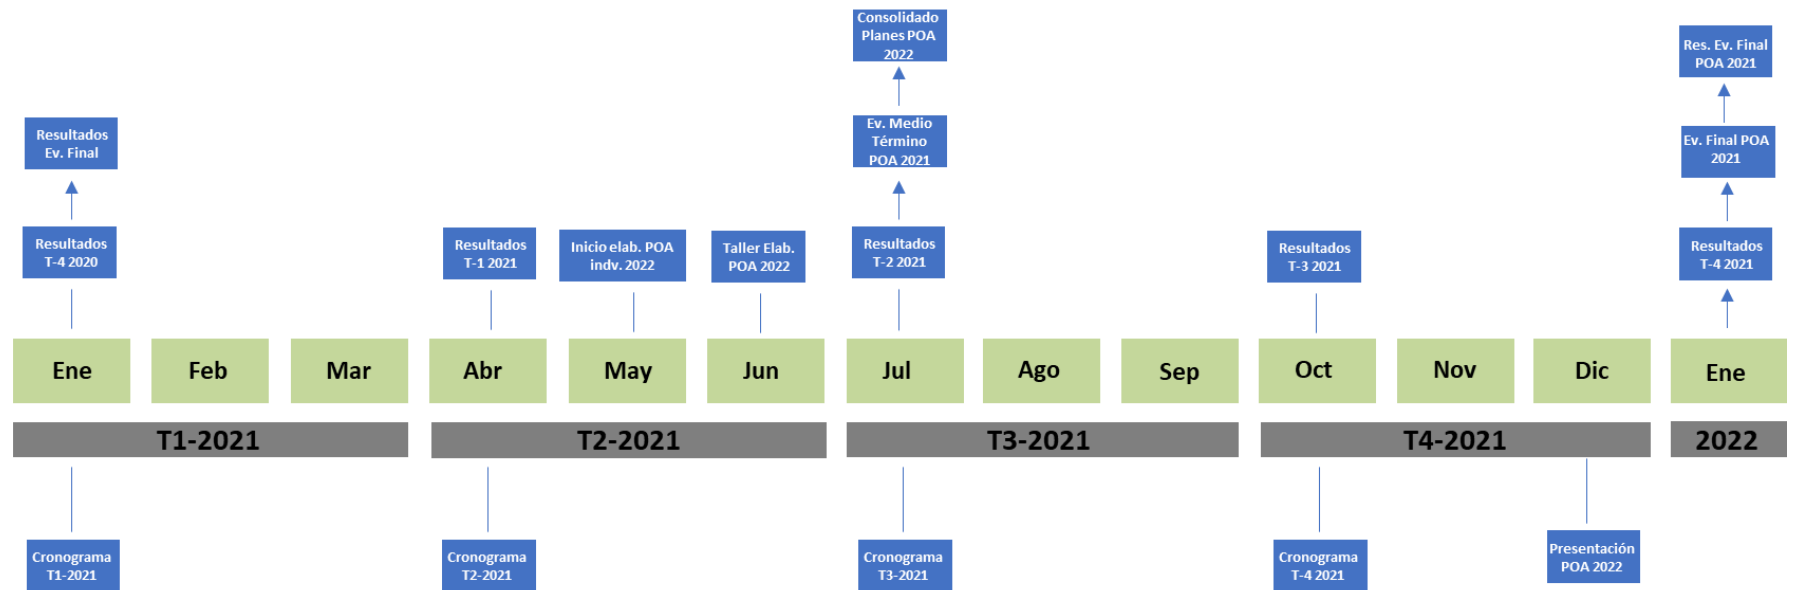 Consolidado
Planes POA
2022
Res. Ev. Final
POA 2021
Resultados
Ev. Final
Ev. Medio
Término
POA 2021
Ev. Final POA
2021
Resultados
T-4 2020
Resultados
T-1 2021
Inicio elab. POA
indv. 2022
Taller Elab.
POA 2022
Resultados
T-2 2021
Resultados
T-3 2021
Resultados
T-4 2021
Ene
Feb
Mar
Abr
May
Jun
Jul
Ago
Sep
Oct
Nov
Dic
Ene
T1-2021
T2-2021
T3-2021
T4-2021
2022
Cronograma
T1-2021
Cronograma
T2-2021
Cronograma
T3-2021
Cronograma
T-4 2021
Presentación
POA 2022